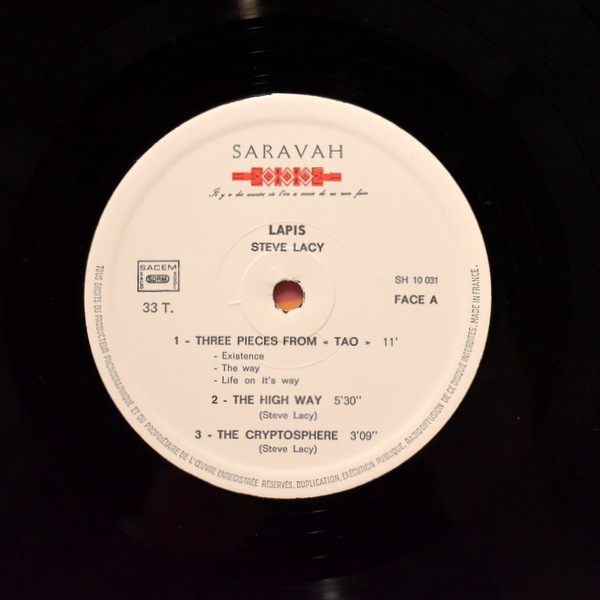 SARAVAH
Il y a des années où l'on a envie de ne rien faire
LAPIS
STEVE LACY
SACEM
SDRM
SH 10 031
33 T.
FACE A
1 - THREE PIECES FROM « TAO » 11'
- Existence
- The way
- Life on It's way
2 - THE HIGH WAY 5'30''
(Steve Lacy)
3 - THE CRYPTOSPHERE 3'09''
(Steve Lacy)
TOUS DROITS DU PRODUCTEUR PHONOGRAPHIQUE ET DU PROPRIÉTAIRE DE L'ŒUVRE ENREGISTRÉE RÉSERVÉS, DUPLICATION, EXÉCUTION PUBLIQUE, RADIODIFFUSION DE CE DISQUE INTERDITES. MADE IN FRANCE.